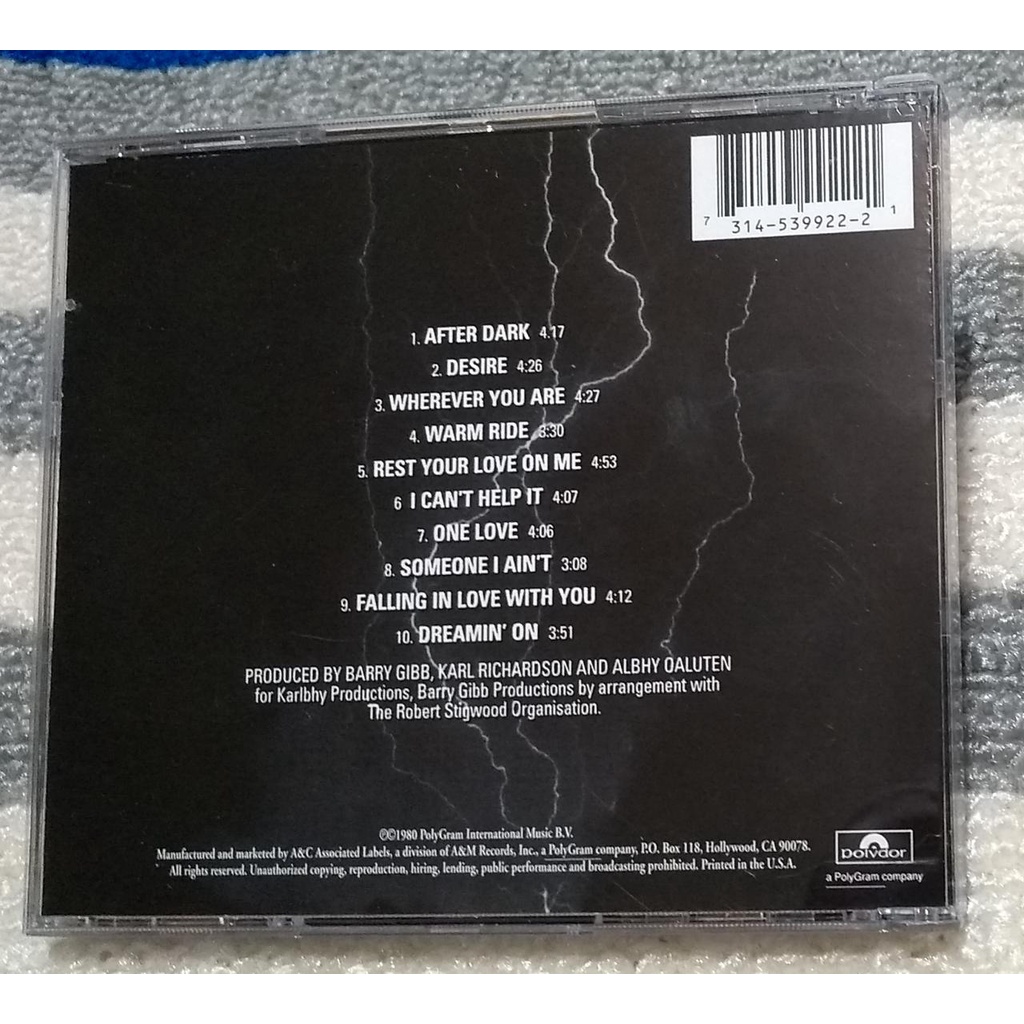 7 314-539922-2 1
1. AFTER DARK 4.17
2. DESIRE 4:26
3. WHEREVER YOU ARE 4:27
4. WARM RIDE 3:30
5. REST YOUR LOVE ON ME 4:53
6 I CAN'T HELP IT 4:07
7. ONE LOVE 4:06
8. SOMEONE I AIN'T 3:08
9. FALLING IN LOVE WITH YOU 4:12
10. DREAMIN' ON 3:51
PRODUCED BY BARRY GIBB, KARL RICHARDSON AND ALBHY OALUTEN
for Karlbhy Productions, Barry Gibb Productions by arrangement with
The Robert Stigwood Organisation.
℗©1980 PolyGram International Music B.V.
Manufactured and marketed by A&C Associated Labels, a division of A&M Records, Inc., a PolyGram company, P.O. Box 118, Hollywood, CA 90078.
All rights reserved. Unauthorized copying, reproduction, hiring, lending, public performance and broadcasting prohibited. Printed in the U.S.A.
polydor
a PolyGram company